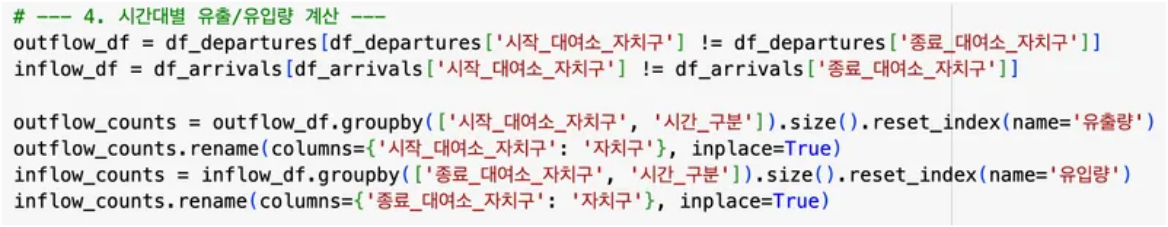 # --- 4. 시간대별 유출/유입량 계산 ---
outflow_df = df_departures[df_departures['시작_대여소_자치구'] != df_departures['종료_대여소_자치구']]
inflow_df = df_arrivals[df_arrivals['시작_대여소_자치구'] != df_arrivals['종료_대여소_자치구']]
outflow_counts = outflow_df.groupby(['시작_대여소_자치구', '시간_구분']).size().reset_index(name='유출량')
outflow_counts.rename(columns={'시작_대여소_자치구': '자치구'}, inplace=True)
inflow_counts = inflow_df.groupby(['종료_대여소_자치구', '시간_구분']).size().reset_index(name='유입량')
inflow_counts.rename(columns={'종료_대여소_자치구': '자치구'}, inplace=True)